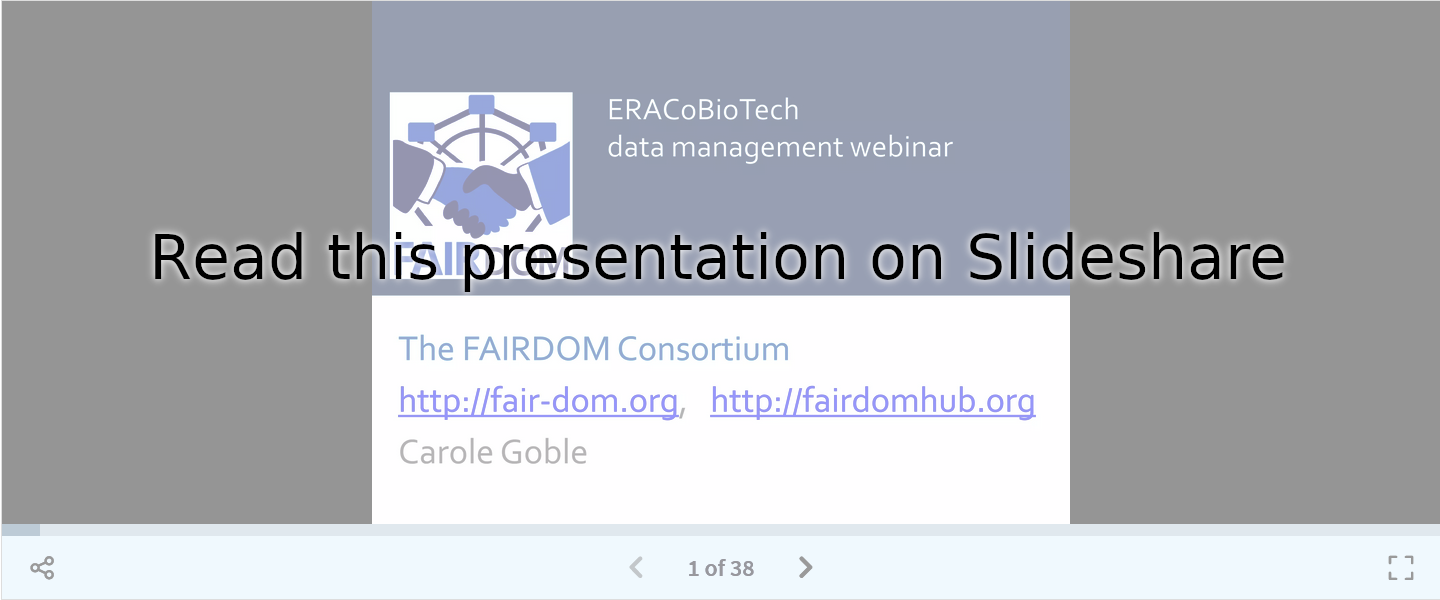 ERACoBioTech
data management webinar
FAIRDOM
Read this presentation on Slideshare
The FAIRDOM Consortium
http://fair-dom.org, http://fairdomhub.org
Carole Goble
1 of 38